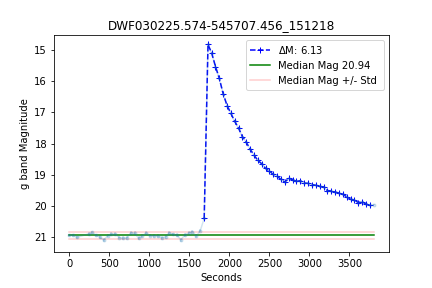 DWF030225.574-545707.456_151218
ΔM: 6.13
Median Mag 20.94
Median Mag +/- Std
g band Magnitude
15
16
17
18
19
20
21
0 500 1000 1500 2000 2500 3000 3500
Seconds